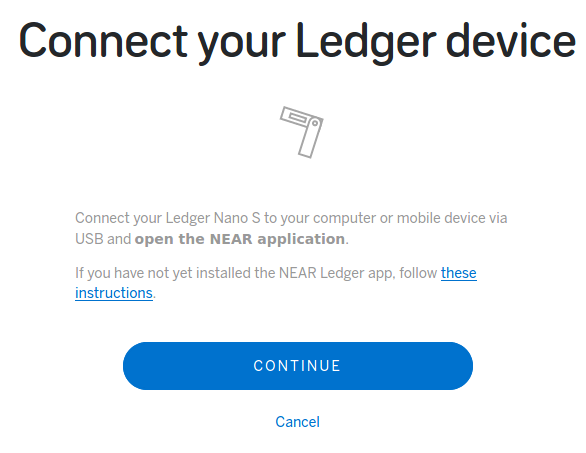 Connect your Ledger device
Connect your Ledger Nano S to your computer or mobile device via
USB and open the NEAR application.
If you have not yet installed the NEAR Ledger app, follow these
instructions.
CONTINUE
Cancel